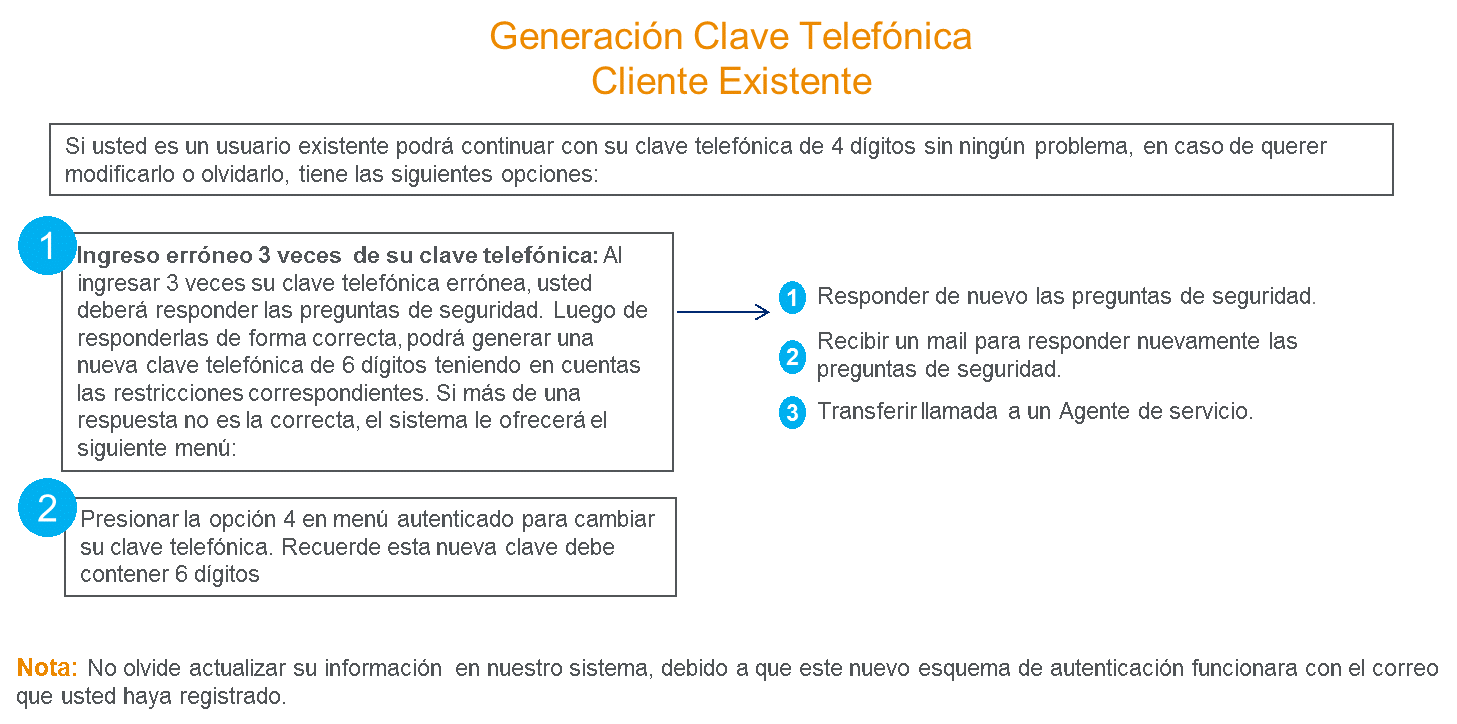 Generación Clave Telefónica
Cliente Existente
Si usted es un usuario existente podrá continuar con su clave telefónica de 4 dígitos sin ningún problema, en caso de querer
modificarlo o olvidarlo, tiene las siguientes opciones:
1
Ingreso erróneo 3 veces de su clave telefónica: Al
ingresar 3 veces su clave telefónica errónea, usted
deberá responder las preguntas de seguridad. Luego de
responderlas de forma correcta, podrá generar una
nueva clave telefónica de 6 dígitos teniendo en cuentas
las restricciones correspondientes. Si más de una
respuesta no es la correcta, el sistema le ofrecerá el
siguiente menú:
1 Responder de nuevo las preguntas de seguridad.
2 Recibir un mail para responder nuevamente las
preguntas de seguridad.
3 Transferir llamada a un Agente de servicio.
2
Presionar la opción 4 en menú autenticado para cambiar
su clave telefónica. Recuerde esta nueva clave debe
contener 6 dígitos
Nota: No olvide actualizar su información en nuestro sistema, debido a que este nuevo esquema de autenticación funcionara con el correo
que usted haya registrado.